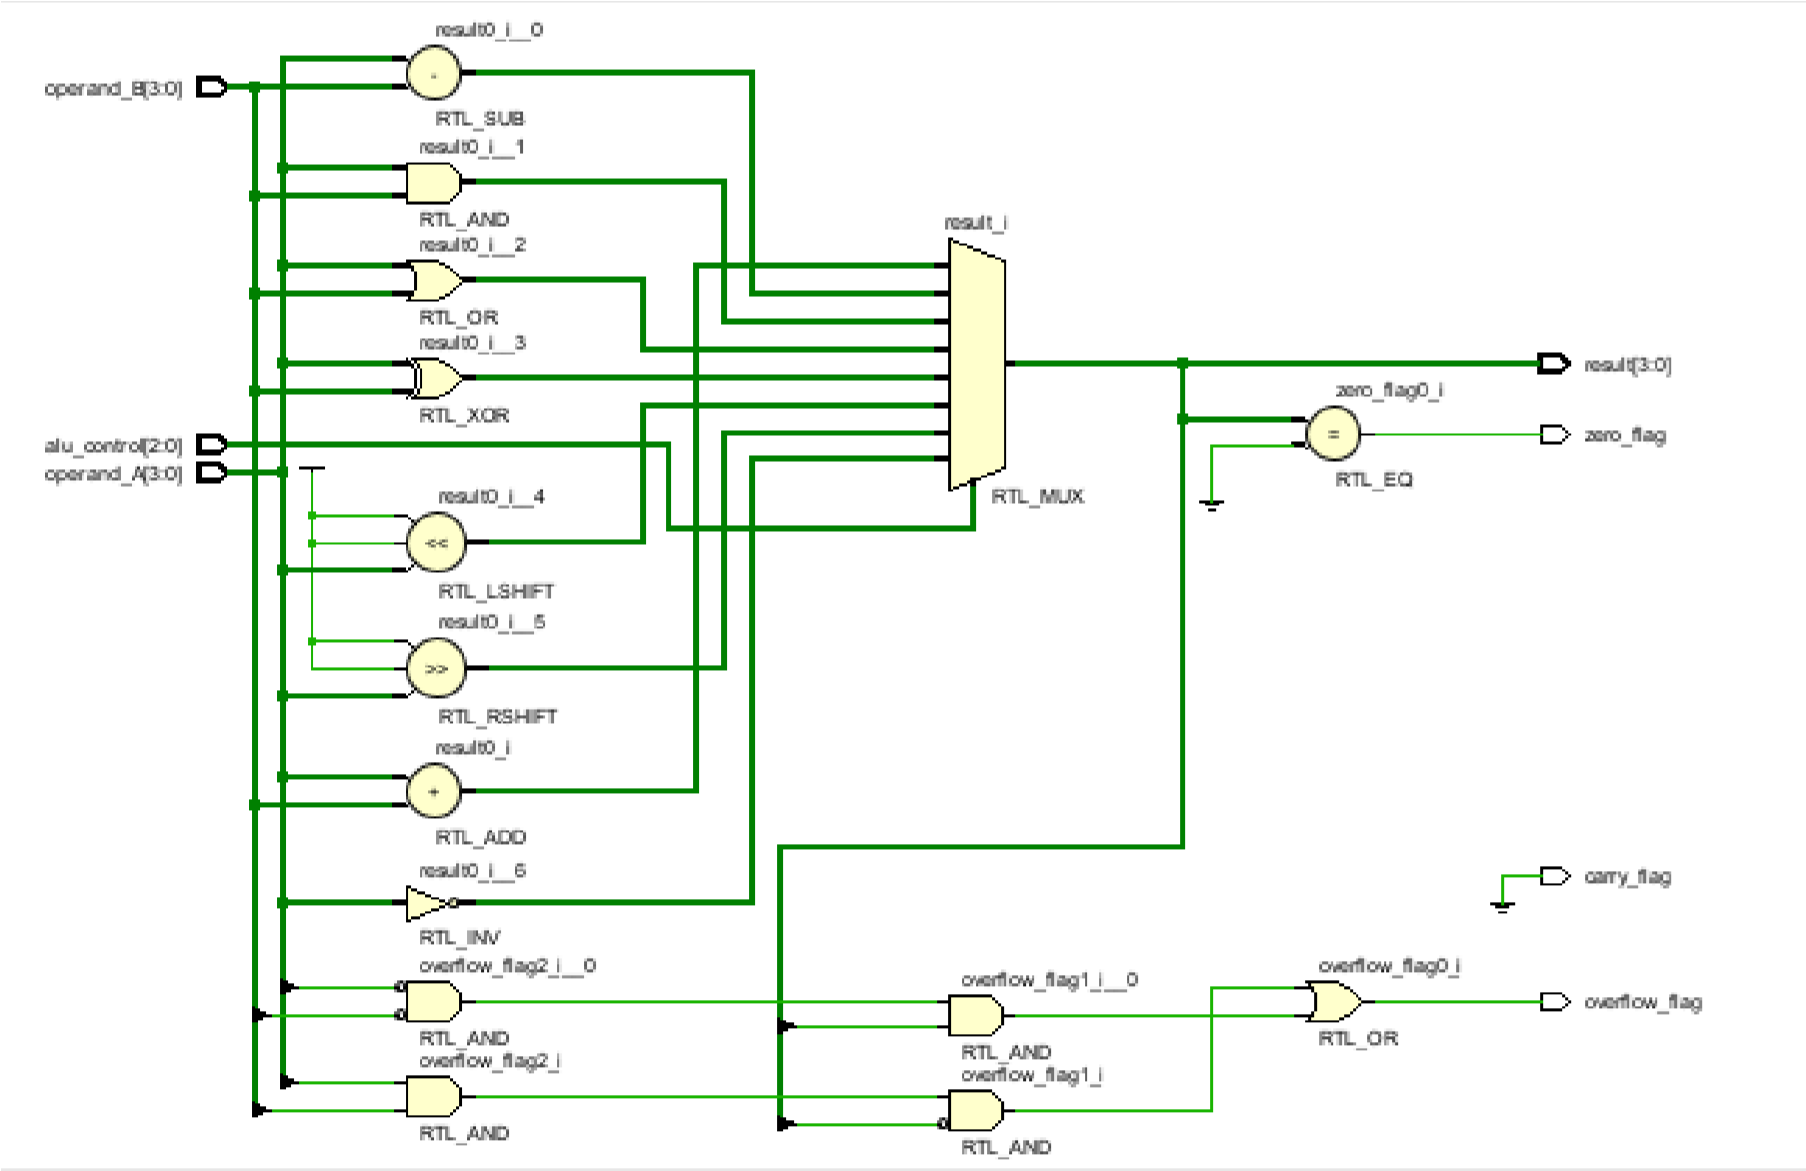 result0_i__0
operand_B[3:0]
-
RTL_SUB
result0_i__1
RTL_AND
result0_i__2
RTL_OR
result0_i__3
RTL_XOR
alu_control[2:0]
operand_A[3:0]
result0_i__4
<<
RTL_LSHIFT
result0_i__5
>>
RTL_RSHIFT
result0_i
+
RTL_ADD
result0_i__6
RTL_INV
overflow_flag2_i__0
RTL_AND
overflow_flag2_i
RTL_AND
result_i
RTL_MUX
overflow_flag1_i__0
RTL_AND
overflow_flag1_i
RTL_AND
result[3:0]
zero_flag0_i
=
zero_flag
RTL_EQ
carry_flag
overflow_flag0_i
overflow_flag
RTL_OR